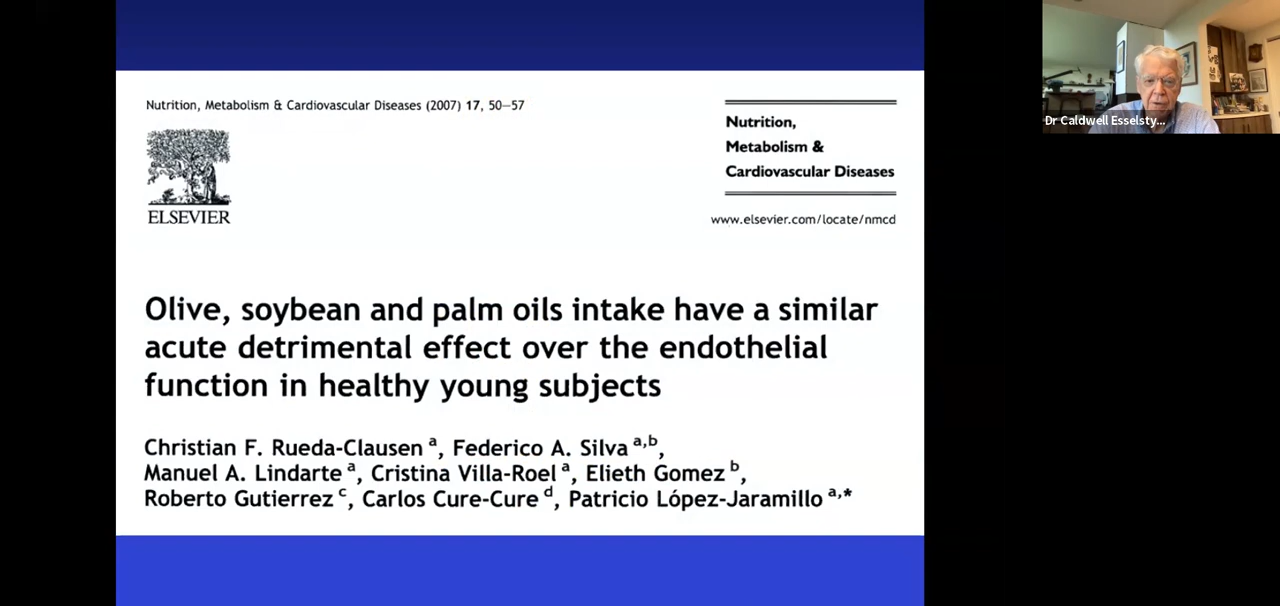 Nutrition, Metabolism & Cardiovascular Diseases (2007) 17, 50–57
ELSEVIER
Nutrition,
Metabolism &
Cardiovascular Diseases
www.elsevier.com/locate/nmcd
Olive, soybean and palm oils intake have a similar
acute detrimental effect over the endothelial
function in healthy young subjects
Christian F. Rueda-Clausen a, Federico A. Silva a,b,
Manuel A. Lindarte a, Cristina Villa-Roel a, Elieth Gomez b,
Roberto Gutierrez c, Carlos Cure-Cure d, Patricio López-Jaramillo a,*
Dr Caldwell Esselsty...